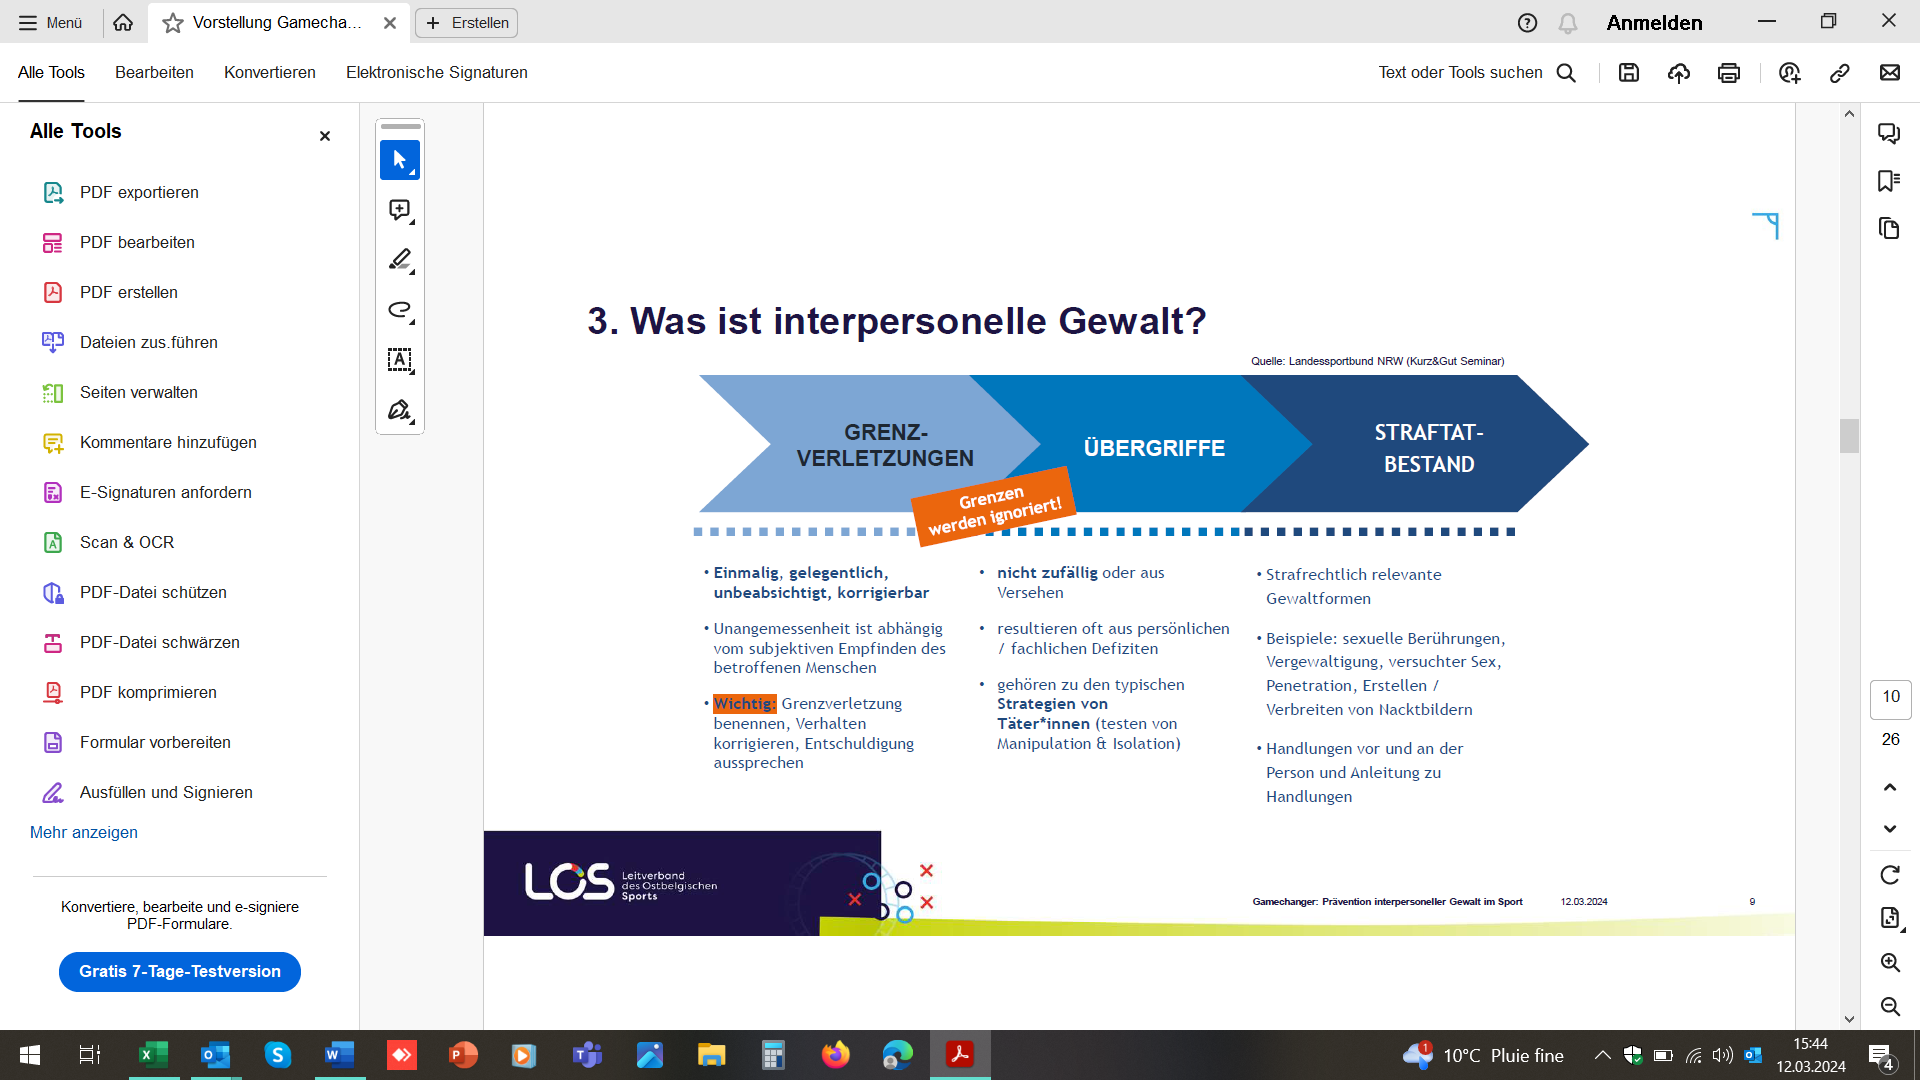 Menü
Vorstellung Gamecha...
Erstellen
Anmelden
Alle Tools
Bearbeiten
Konvertieren
Elektronische Signaturen
Text oder Tools suchen
Alle Tools
PDF exportieren
PDF bearbeiten
PDF erstellen
Dateien zus.führen
Seiten verwalten
Kommentare hinzufügen
E-Signaturen anfordern
Scan & OCR
PDF-Datei schützen
PDF-Datei schwärzen
PDF komprimieren
Formular vorbereiten
Ausfüllen und Signieren
Mehr anzeigen
Konvertiere, bearbeite und e-signiere
PDF-Formulare.
Gratis 7-Tage-Testversion
3. Was ist interpersonelle Gewalt?
Quelle: Landessportbund NRW (Kurz&Gut Seminar)
GRENZ-
VERLETZUNGEN
ÜBERGRIFFE
STRAFTAT-
BESTAND
Grenzen
werden ignoriert!
• Einmalig, gelegentlich,
unbeabsichtigt, korrigierbar
• Unangemessenheit ist abhängig
vom subjektiven Empfinden des
betroffenen Menschen
• Wichtig: Grenzverletzung
benennen, Verhalten
korrigieren, Entschuldigung
aussprechen
• nicht zufällig oder aus
Versehen
• resultieren oft aus persönlichen
/ fachlichen Defiziten
• gehören zu den typischen
Strategien von
Täter*innen (testen von
Manipulation & Isolation)
• Strafrechtlich relevante
Gewaltformen
• Beispiele: sexuelle Berührungen,
Vergewaltigung, versuchter Sex,
Penetration, Erstellen /
Verbreiten von Nacktbildern
• Handlungen vor und an der
Person und Anleitung zu
Handlungen
LOS
Leitverband
des Ostbelgischen
Sports
Gamechanger: Prävention interpersoneller Gewalt im Sport
12.03.2024
9
10
26
1
10°C Pluie fine
15:44
12.03.2024
4